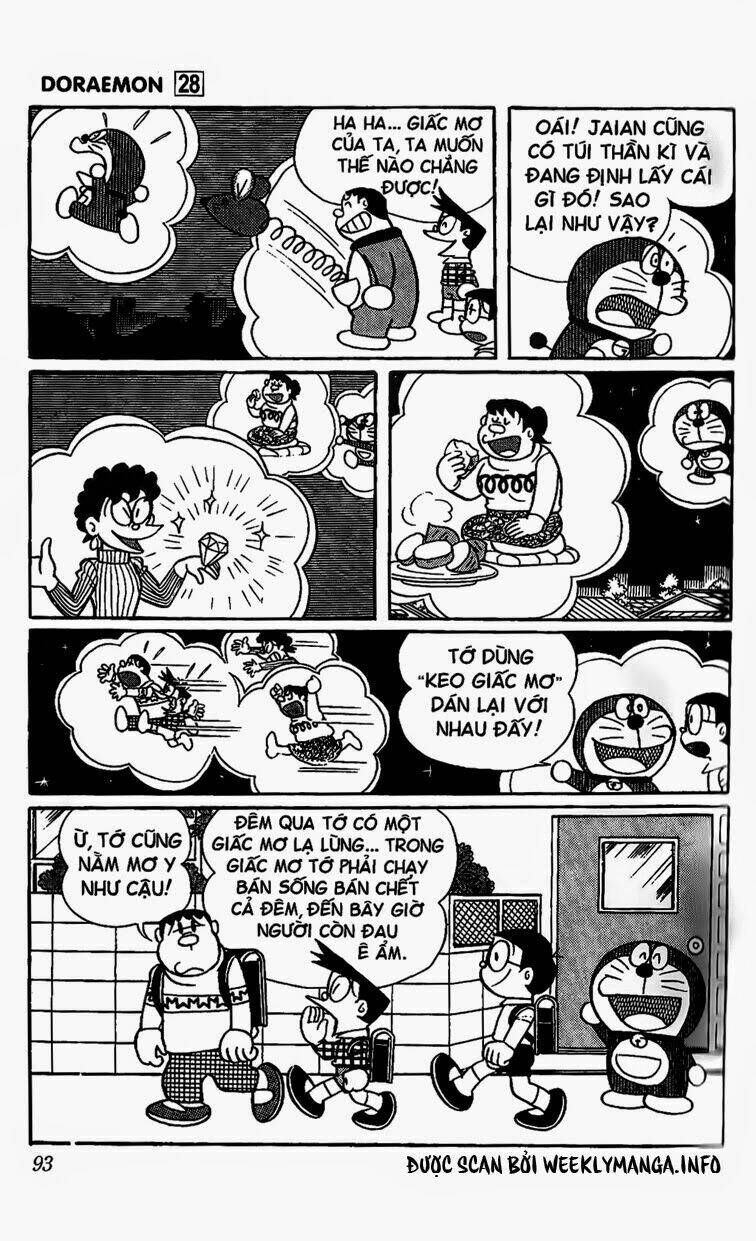 DORAEMON 28
HA HA... GIẤC MƠ
CỦA TA, TA MUỐN
THẾ NÀO CHẲNG
ĐƯỢC!
OÁI! JAIAN CŨNG
CÓ TÚI THẦN KÌ VÀ
ĐANG ĐỊNH LẤY CÁI
GÌ ĐÓ! SAO
LẠI NHƯ VẬY?
TỚ DÙNG
"KEO GIẤC MƠ"
DÁN LẠI VỚI
NHAU ĐẤY!
Ừ, TỚ CŨNG
NẰM MƠ Y
NHƯ CẬU!
ĐÊM QUA TỚ CÓ MỘT
GIẤC MƠ LẠ LÙNG... TRONG
GIẤC MƠ TỚ PHẢI CHẠY
BÁN SỐNG BÁN CHẾT
CẢ ĐÊM, ĐẾN BÂY GIỜ
NGƯỜI CÒN ĐAU
Ê ẨM.
93
ĐƯỢC SCAN BỞI WEEKLYMANGA.INFO